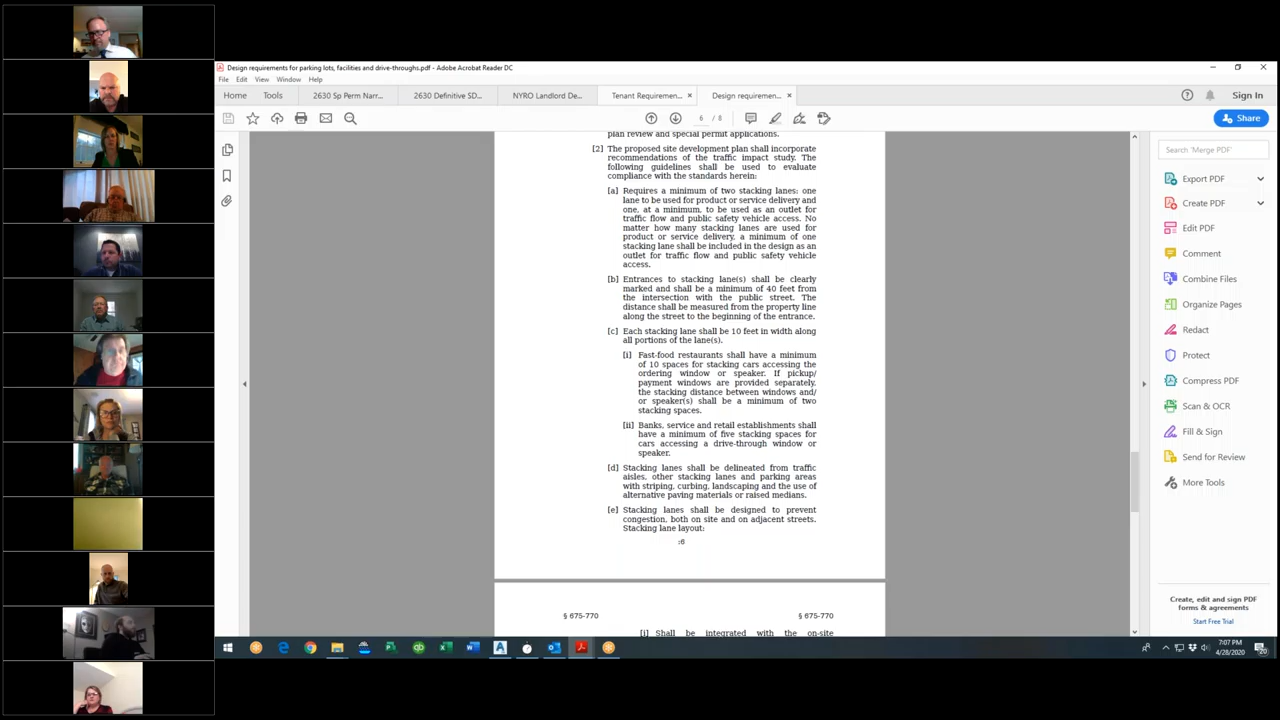 Design requirements for parking lots, facilities and drive-throughs.pdf - Adobe Acrobat Reader DC
File Edit View Window Help
Home Tools 2630 Sp Perm Narr... 2630 Definitive SD... NYRO Landlord De... Tenant Requiremen... Design requiremen... Sign In
6 / 8 Share
plan review and special permit applications.
[2] The proposed site development plan shall incorporate
recommendations of the traffic impact study. The
following guidelines shall be used to evaluate
compliance with the standards herein:
[a] Requires a minimum of two stacking lanes: one
lane to be used for product or service delivery and
one, at a minimum, to be used as an outlet for
traffic flow and public safety vehicle access. No
matter how many stacking lanes are used for
product or service delivery, a minimum of one
stacking lane shall be included in the design as an
outlet for traffic flow and public safety vehicle
access.
[b] Entrances to stacking lane(s) shall be clearly
marked and shall be a minimum of 40 feet from
the intersection with the public street. The
distance shall be measured from the property line
along the street to the beginning of the entrance.
[c] Each stacking lane shall be 10 feet in width along
all portions of the lane(s).
[i] Fast-food restaurants shall have a minimum
of 10 spaces for stacking cars accessing the
ordering window or speaker. If pickup/
payment windows are provided separately,
the stacking distance between windows and/
or speaker(s) shall be a minimum of two
stacking spaces.
[ii] Banks, service and retail establishments shall
have a minimum of five stacking spaces for
cars accessing a drive-through window or
speaker.
[d] Stacking lanes shall be delineated from traffic
aisles, other stacking lanes and parking areas
with striping, curbing, landscaping and the use of
alternative paving materials or raised medians.
[e] Stacking lanes shall be designed to prevent
congestion, both on site and on adjacent streets.
Stacking lane layout:
:6
§ 675-770 § 675-770
[i] Shall be integrated with the on-site
Search 'Merge PDF'
Export PDF
Create PDF
Edit PDF
Comment
Combine Files
Organize Pages
Redact
Protect
Compress PDF
Scan & OCR
Fill & Sign
Send for Review
More Tools
Create, edit and sign PDF
forms & agreements
Start Free Trial
7:07 PM
4/28/2020